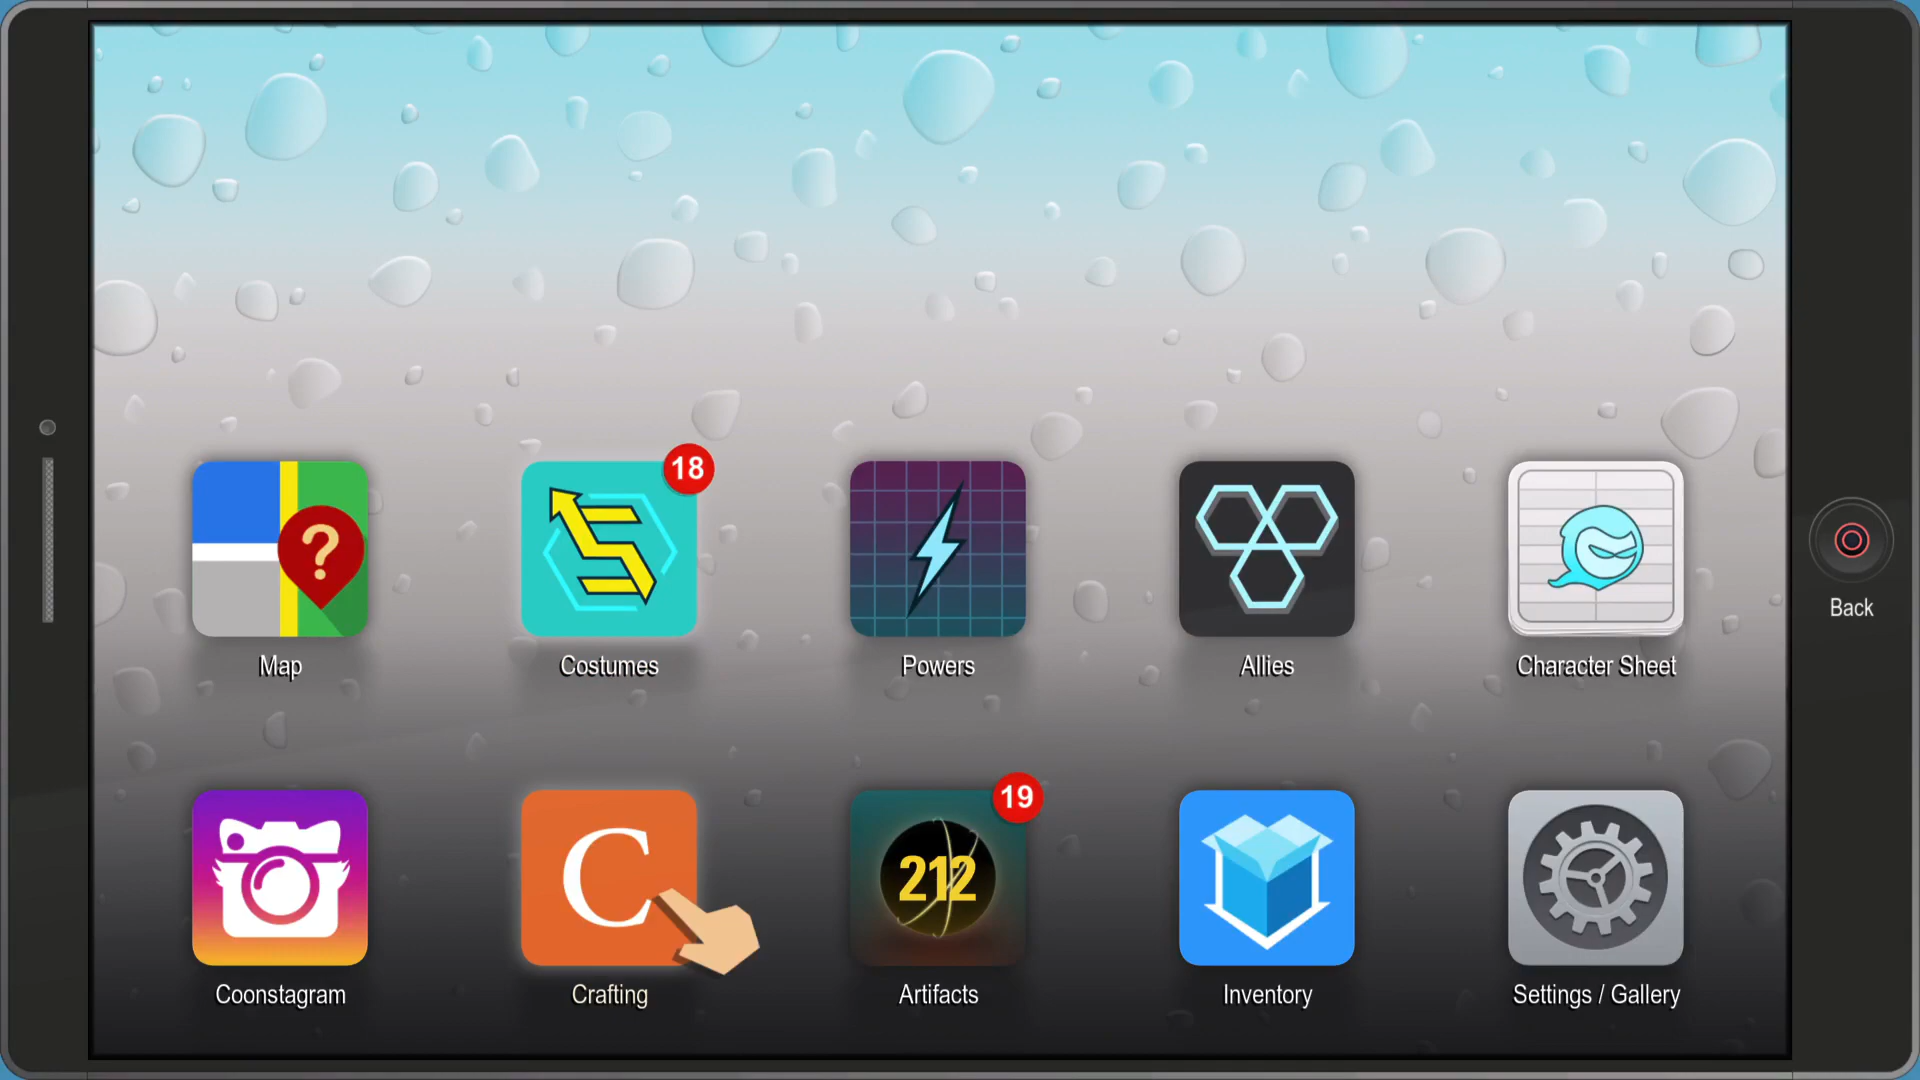 18
Map
Costumes
Powers
Allies
Character Sheet
Back
C
19
212
Coonstagram
Crafting
Artifacts
Inventory
Settings / Gallery